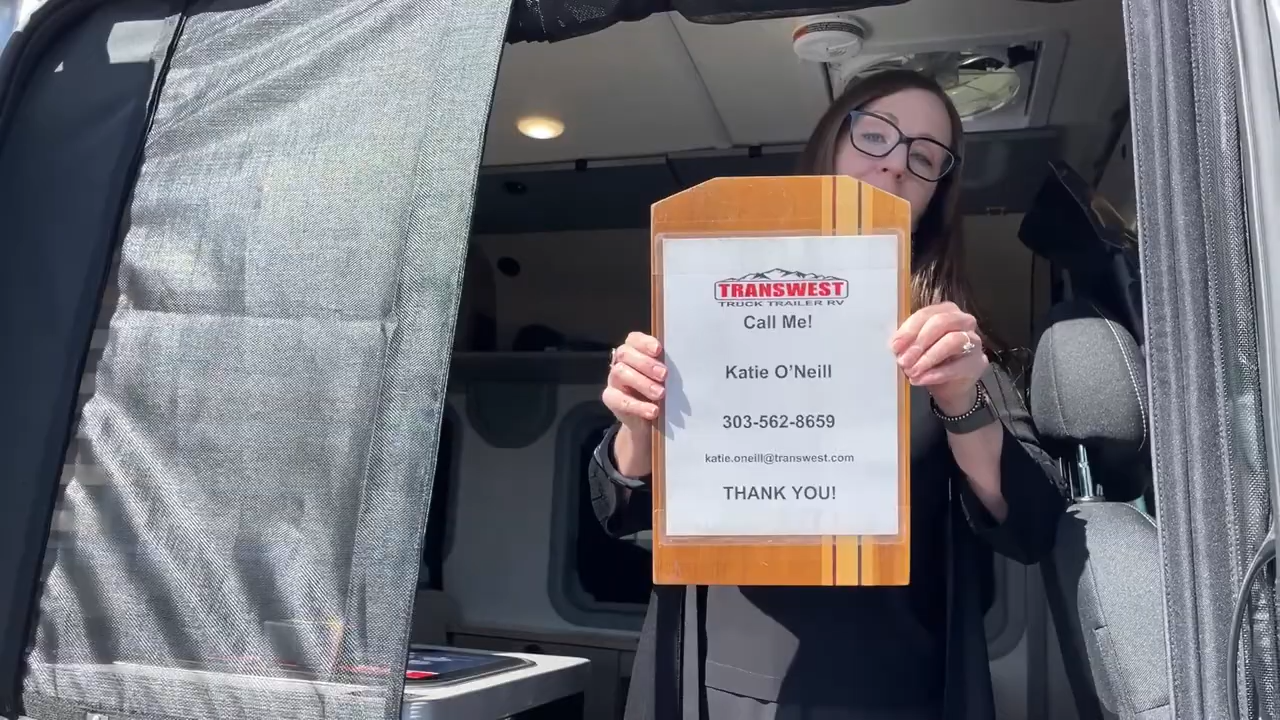 TRANSWEST
TRUCK TRAILER RV
Call Me!
Katie O'Neill
303-562-8659
katie.oneill@transwest.com
THANK YOU!